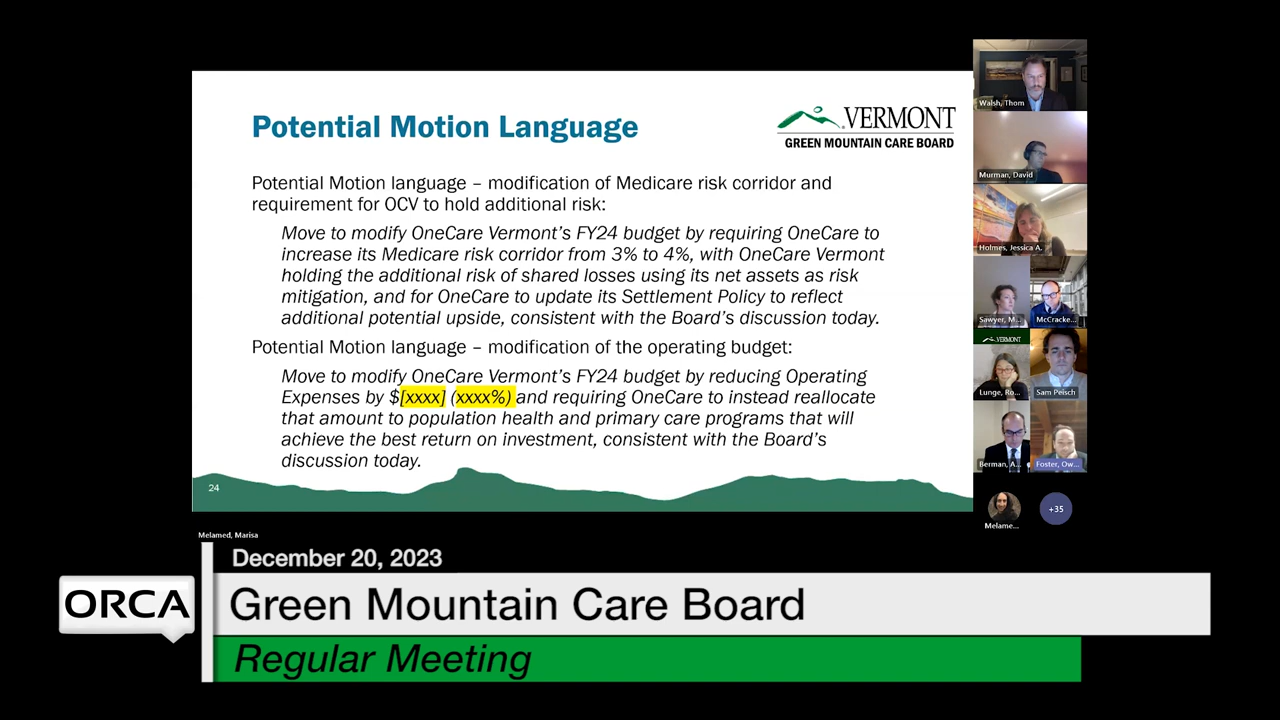 Potential Motion Language
VERMONT
GREEN MOUNTAIN CARE BOARD
Potential Motion language – modification of Medicare risk corridor and
requirement for OCV to hold additional risk:
Move to modify OneCare Vermont's FY24 budget by requiring OneCare to
increase its Medicare risk corridor from 3% to 4%, with OneCare Vermont
holding the additional risk of shared losses using its net assets as risk
mitigation, and for OneCare to update its Settlement Policy to reflect
additional potential upside, consistent with the Board's discussion today.
Potential Motion language – modification of the operating budget:
Move to modify OneCare Vermont's FY24 budget by reducing Operating
Expenses by $[xxxx] (xxxx%) and requiring OneCare to instead reallocate
that amount to population health and primary care programs that will
achieve the best return on investment, consistent with the Board's
discussion today.
24
Walsh, Thom
Murman, David
Holmes, Jessica A.
Sawyer, M...
McCracke...
VERMONT
Lunge, Ro...
Sam Peisch
Berman, A...
Foster, Ow...
Melame...
+35
Melamed, Marisa
December 20, 2023
ORCA
Green Mountain Care Board
Regular Meeting